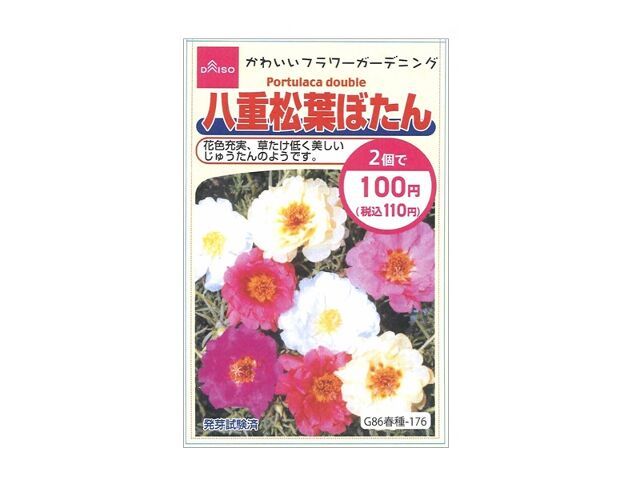 DAISO
かわいいフラワーガーデニング
Portulaca double
八重松葉ぼたん
花色充実、草たけ低く美しい
じゅうたんのようです。
2個で
100円
(税込110円)
発芽試験済
G86春種-176